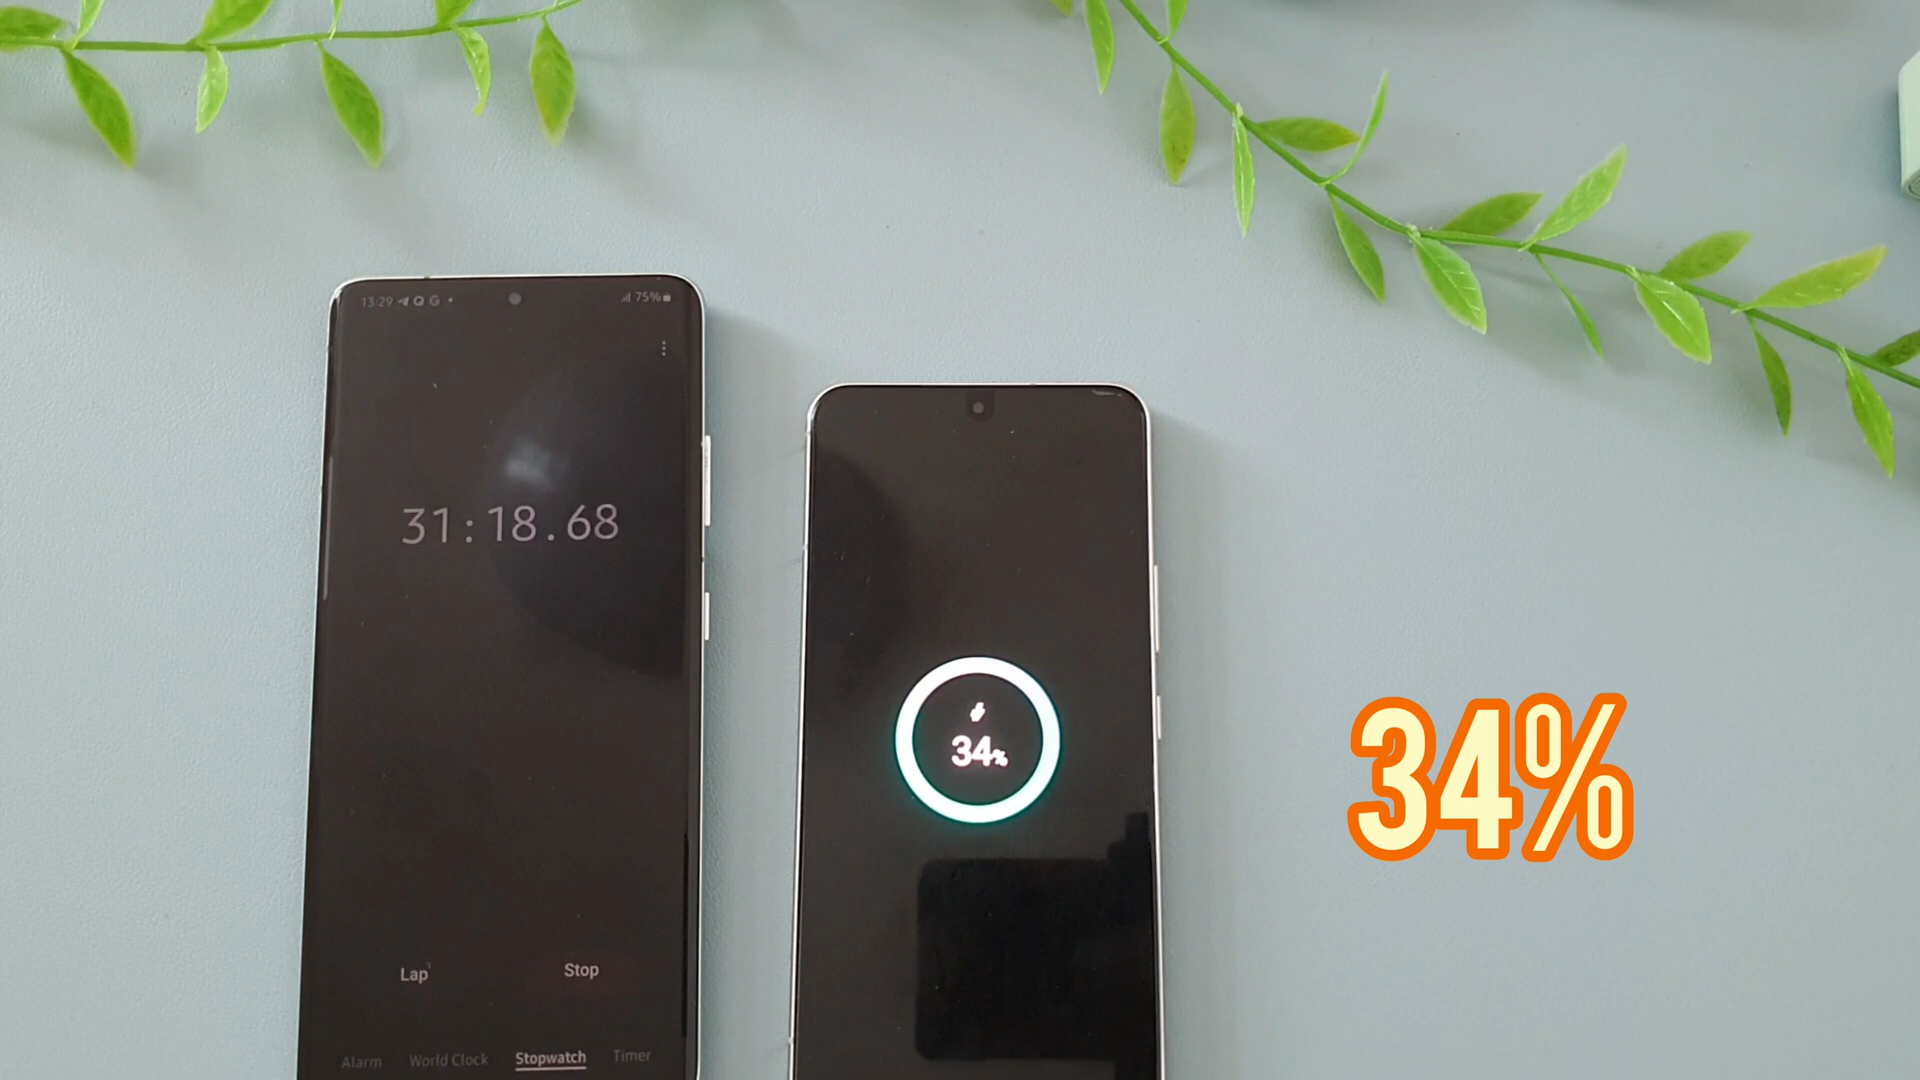 13:29 G •
75%
31:18.68
Lap Stop
Alarm World Clock Stopwatch Timer
34%
34%